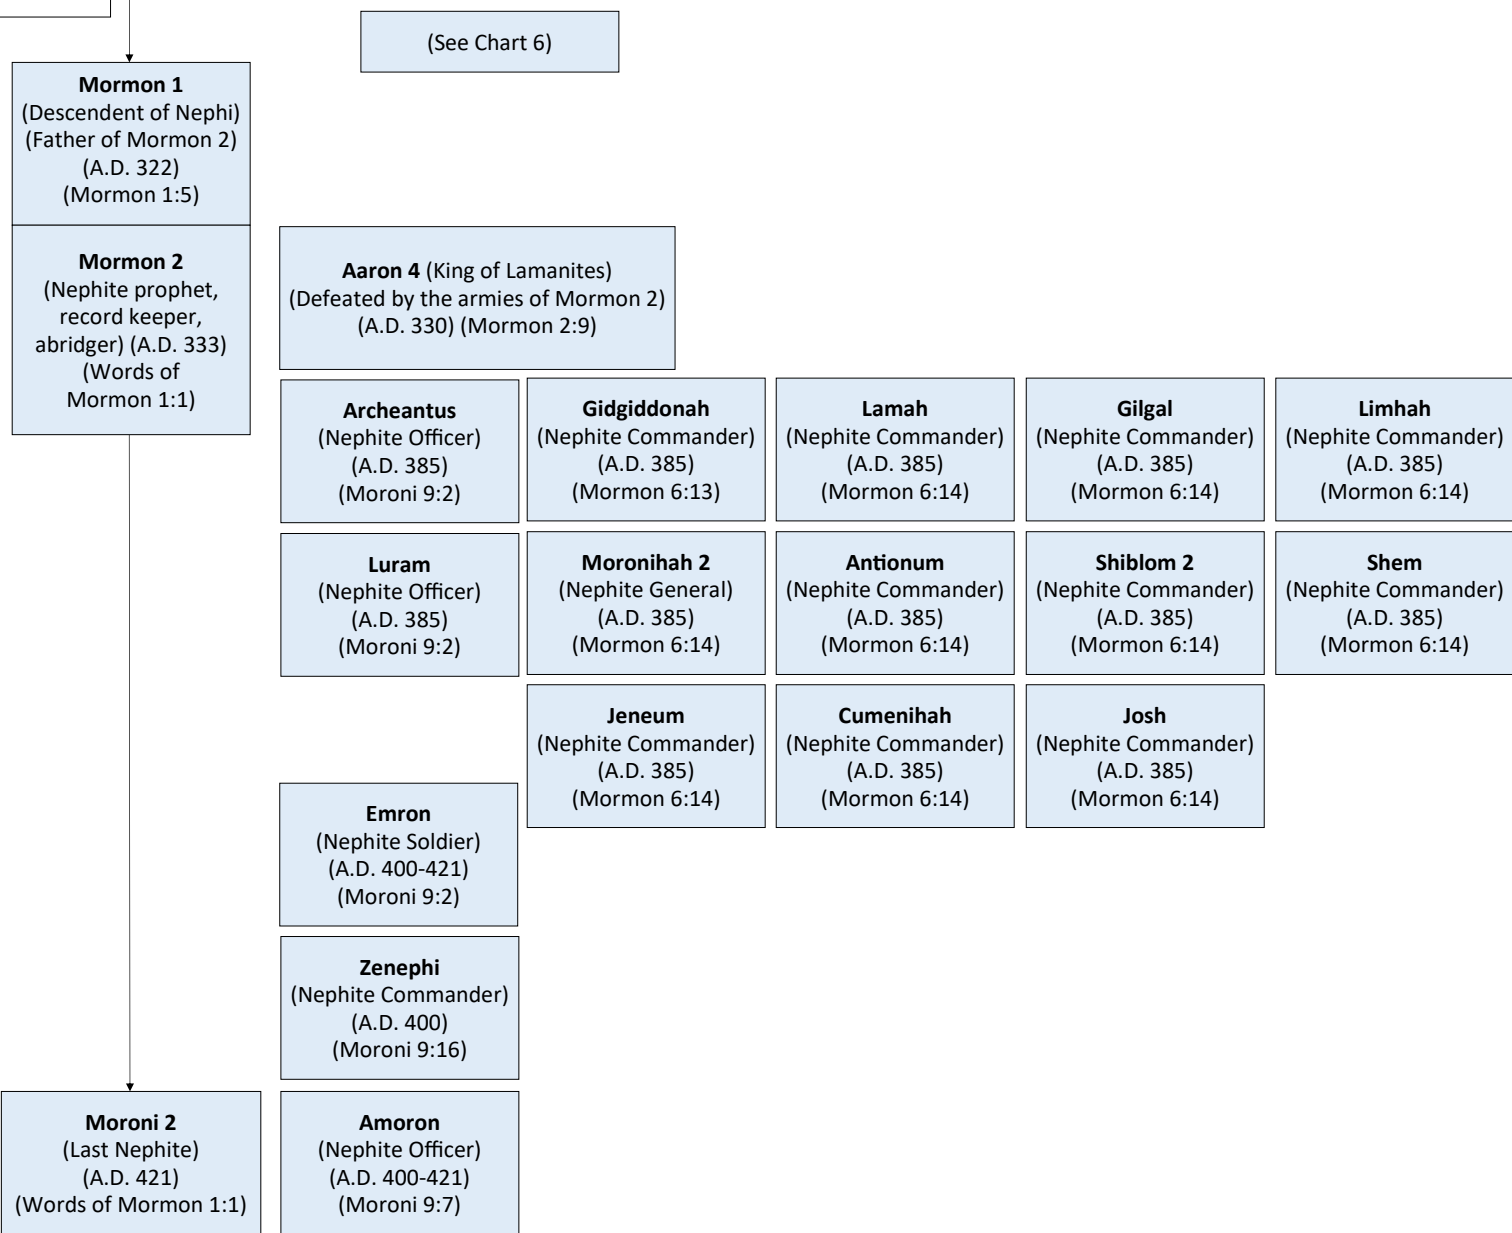 (See Chart 6)
Mormon 1
(Descendent of Nephi)
(Father of Mormon 2)
(A.D. 322)
(Mormon 1:5)
Mormon 2
(Nephite prophet,
record keeper,
abridger) (A.D. 333)
(Words of
Mormon 1:1)
Aaron 4 (King of Lamanites)
(Defeated by the armies of Mormon 2)
(A.D. 330) (Mormon 2:9)
Archeantus
(Nephite Officer)
(A.D. 385)
(Moroni 9:2)
Gidgiddonah
(Nephite Commander)
(A.D. 385)
(Mormon 6:13)
Lamah
(Nephite Commander)
(A.D. 385)
(Mormon 6:14)
Gilgal
(Nephite Commander)
(A.D. 385)
(Mormon 6:14)
Limhah
(Nephite Commander)
(A.D. 385)
(Mormon 6:14)
Luram
(Nephite Officer)
(A.D. 385)
(Moroni 9:2)
Moronihah 2
(Nephite General)
(A.D. 385)
(Mormon 6:14)
Antionum
(Nephite Commander)
(A.D. 385)
(Mormon 6:14)
Shiblom 2
(Nephite Commander)
(A.D. 385)
(Mormon 6:14)
Shem
(Nephite Commander)
(A.D. 385)
(Mormon 6:14)
Jeneum
(Nephite Commander)
(A.D. 385)
(Mormon 6:14)
Cumenihah
(Nephite Commander)
(A.D. 385)
(Mormon 6:14)
Josh
(Nephite Commander)
(A.D. 385)
(Mormon 6:14)
Emron
(Nephite Soldier)
(A.D. 400-421)
(Moroni 9:2)
Zenephi
(Nephite Commander)
(A.D. 400)
(Moroni 9:16)
Moroni 2
(Last Nephite)
(A.D. 421)
(Words of Mormon 1:1)
Amoron
(Nephite Officer)
(A.D. 400-421)
(Moroni 9:7)